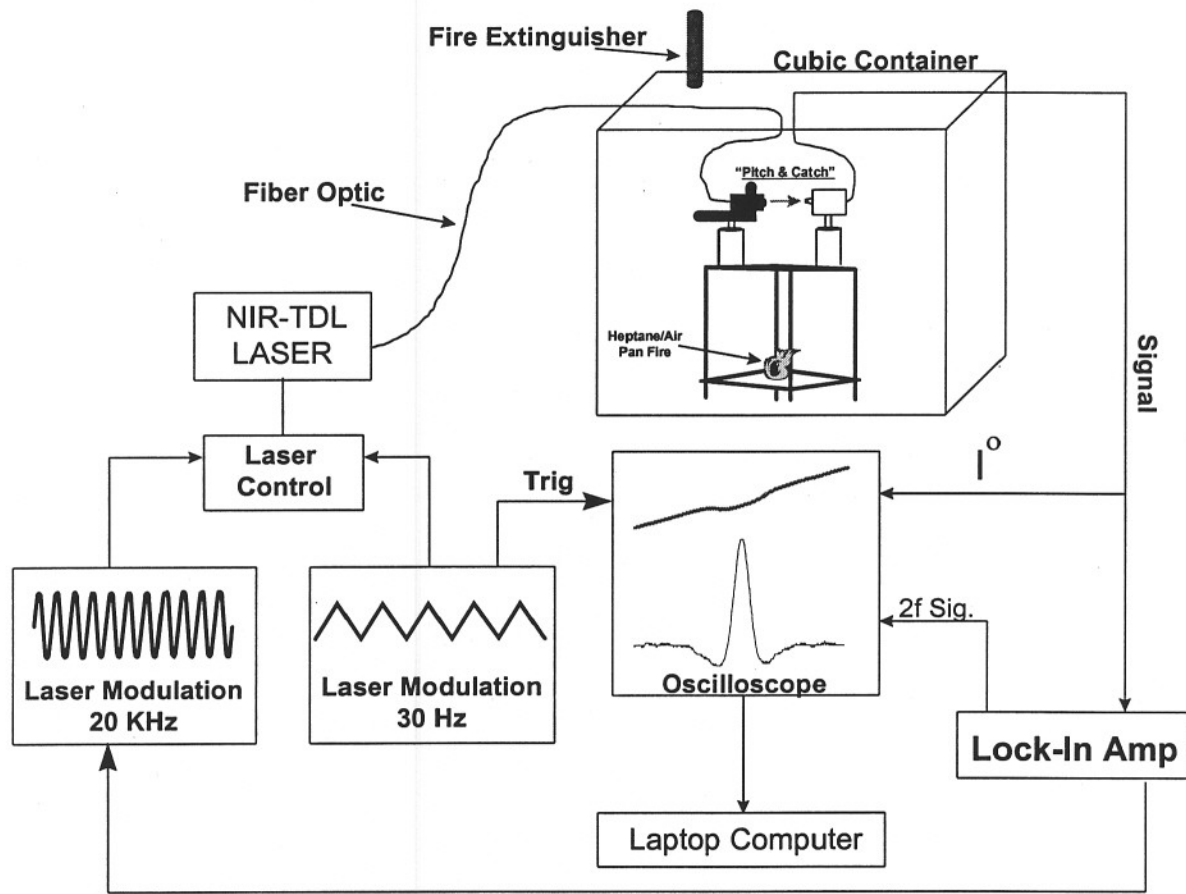 Fire Extinguisher
Cubic Container
"Pitch & Catch"
Fiber Optic
NIR-TDL
LASER
Heptane/Air
Pan Fire
Signal
Laser
Control
Trig
I°
2f Sig.
Laser Modulation
20 KHz
Laser Modulation
30 Hz
Oscilloscope
Lock-In Amp
Laptop Computer